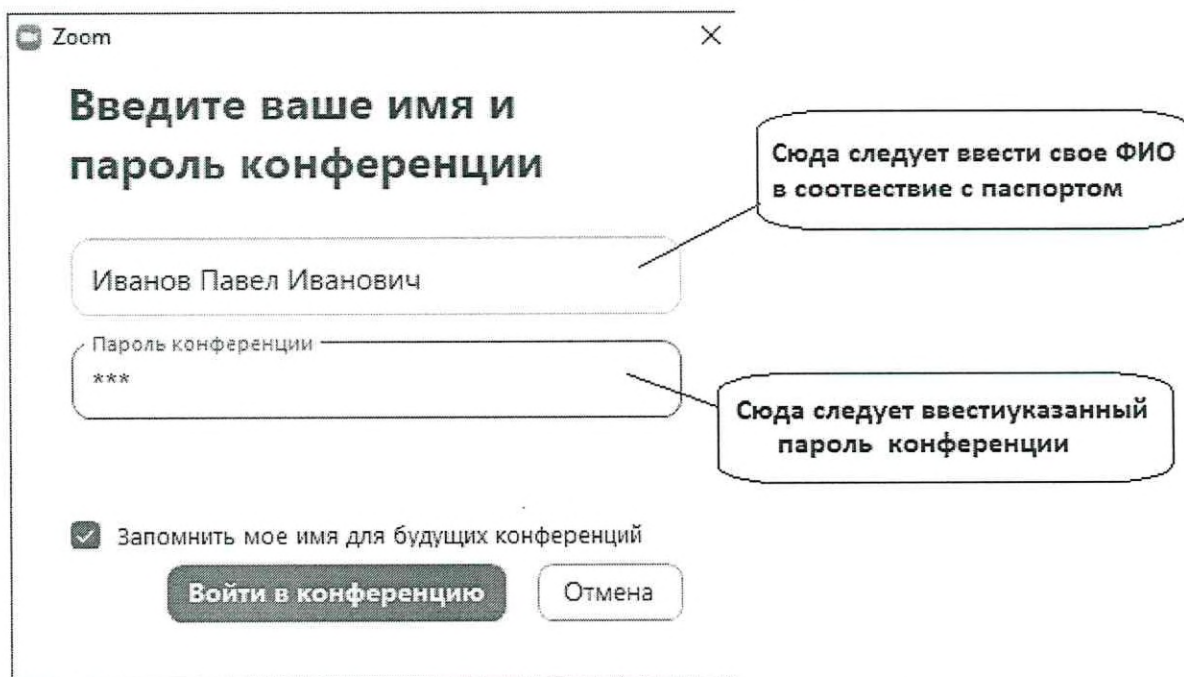 Zoom
Введите ваше имя и
пароль конференции
Сюда следует ввести свое ФИО
в соотвествие с паспортом
Иванов Павел Иванович
Пароль конференции
***
Сюда следует ввестиуказанный
пароль конференции
Запомнить мое имя для будущих конференций
Войти в конференцию
Отмена